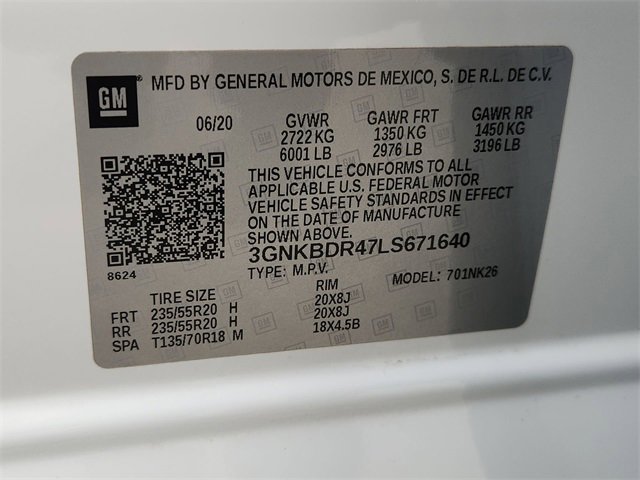 GM ® MFD BY GENERAL MOTORS DE MEXICO, S. DE R.L. DE C.V.
06/20 GVWR GAWR FRT GAWR RR
2722 KG 1350 KG 1450 KG
6001 LB 2976 LB 3196 LB
THIS VEHICLE CONFORMS TO ALL
APPLICABLE U.S. FEDERAL MOTOR
VEHICLE SAFETY STANDARDS IN EFFECT
ON THE DATE OF MANUFACTURE
SHOWN ABOVE
3GNKBDR47LS671640
8624
TYPE: M.P.V. MODEL: 701NK26
TIRE SIZE RIM
FRT 235/55R20 H 20X8J
RR 235/55R20 H 20X8J
SPA T135/70R18 M 18X4.5B